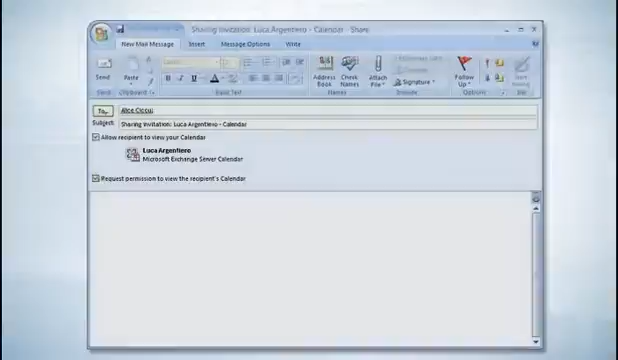 Sharing Invitation: Luca Argentiero - Calendar - Share
New Mail Message Insert Message Options Write
Send Paste Address Book Check Names Attach File Signature Follow Up
Send Clipboard Basic Text Names Include Options
To... Alice Ciccu
Subject: Sharing Invitation: Luca Argentiero - Calendar
Allow recipient to view your Calendar
Luca Argentiero
Microsoft Exchange Server Calendar
Request permission to view the recipient's Calendar